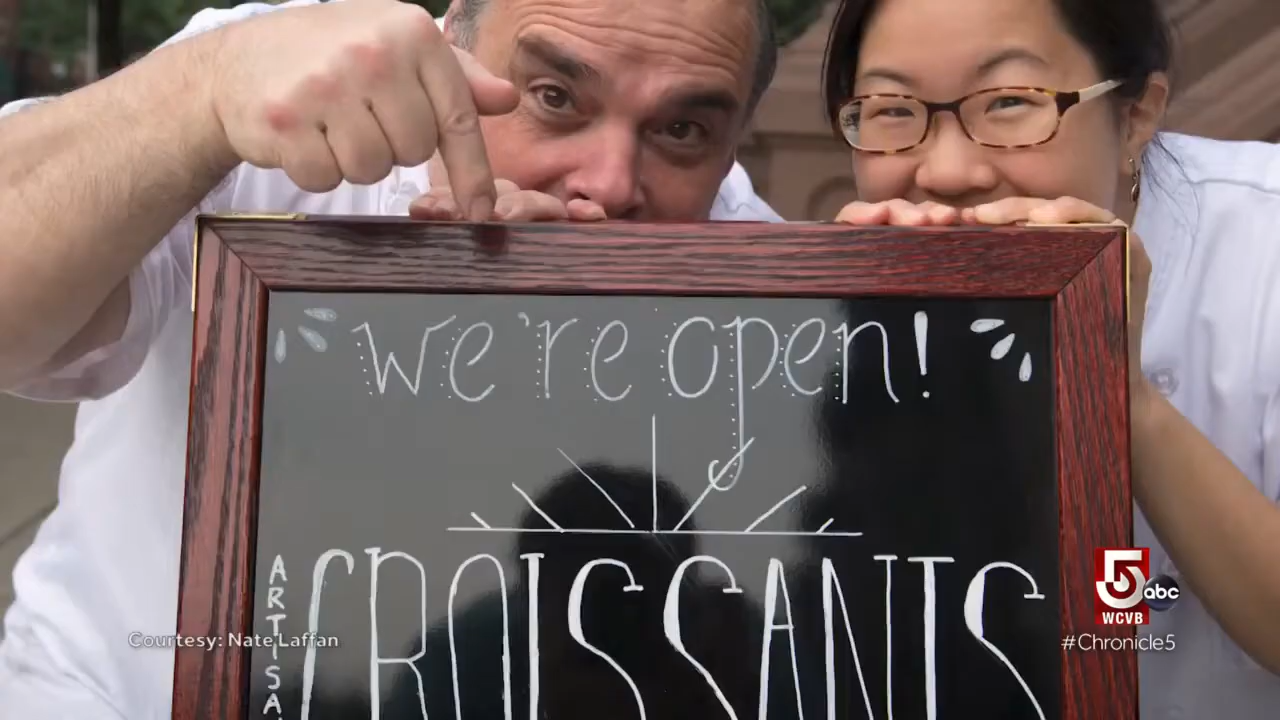 we're open!
CROISSANTS
Courtesy: Nate Laffan
5 abc
WCVB
#Chronicle5